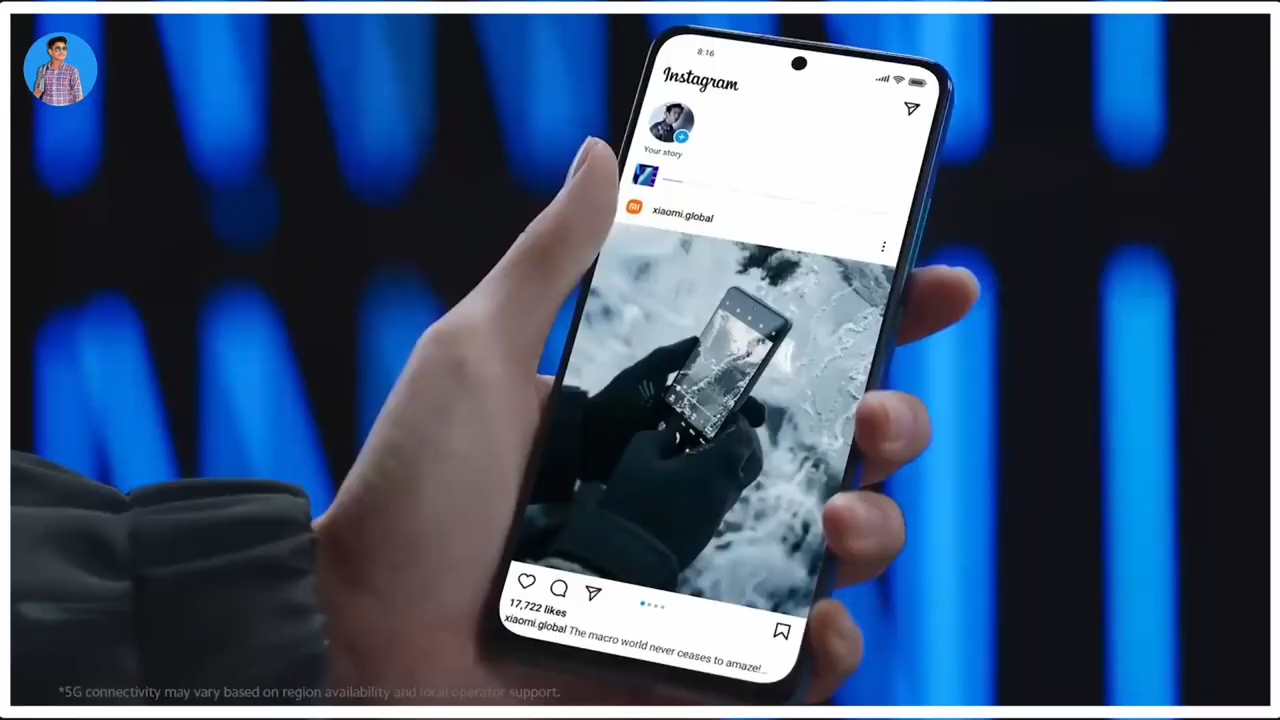 8:16
Instagram
Your story
mi
xiaomi.global
17,722 likes
xiaomi.global The macro world never ceases to amaze!...
*5G connectivity may vary based on region availability and local operator support.